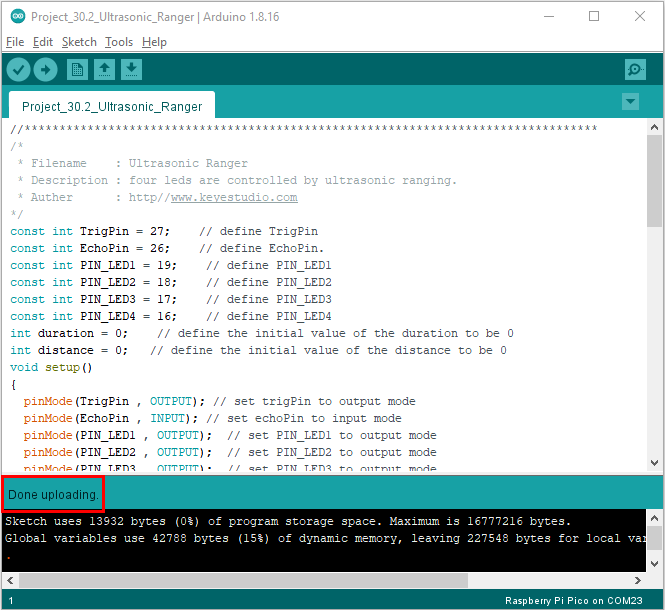 Project_30.2_Ultrasonic_Ranger | Arduino 1.8.16
File Edit Sketch Tools Help
Project_30.2_Ultrasonic_Ranger
//**********************************************************************************
/*
 * Filename    : Ultrasonic Ranger
 * Description : four leds are controlled by ultrasonic ranging.
 * Auther      : http//www.keyestudio.com
*/
const int TrigPin = 27;    // define TrigPin
const int EchoPin = 26;    // define EchoPin.
const int PIN_LED1 = 19;    // define PIN_LED1
const int PIN_LED2 = 18;    // define PIN_LED2
const int PIN_LED3 = 17;    // define PIN_LED3
const int PIN_LED4 = 16;    // define PIN_LED4
int duration = 0;    // define the initial value of the duration to be 0
int distance = 0;   // define the initial value of the distance to be 0
void setup()
{
  pinMode(TrigPin , OUTPUT); // set trigPin to output mode
  pinMode(EchoPin , INPUT); // set echoPin to input mode
  pinMode(PIN_LED1 , OUTPUT);  // set PIN_LED1 to output mode
  pinMode(PIN_LED2 , OUTPUT);  // set PIN_LED2 to output mode
  pinMode(PIN_LED3 , OUTPUT);  // set PIN_LED3 to output mode
Done uploading.
Sketch uses 13932 bytes (0%) of program storage space. Maximum is 16777216 bytes.
Global variables use 42788 bytes (15%) of dynamic memory, leaving 227548 bytes for local var
.
1 Raspberry Pi Pico on COM23